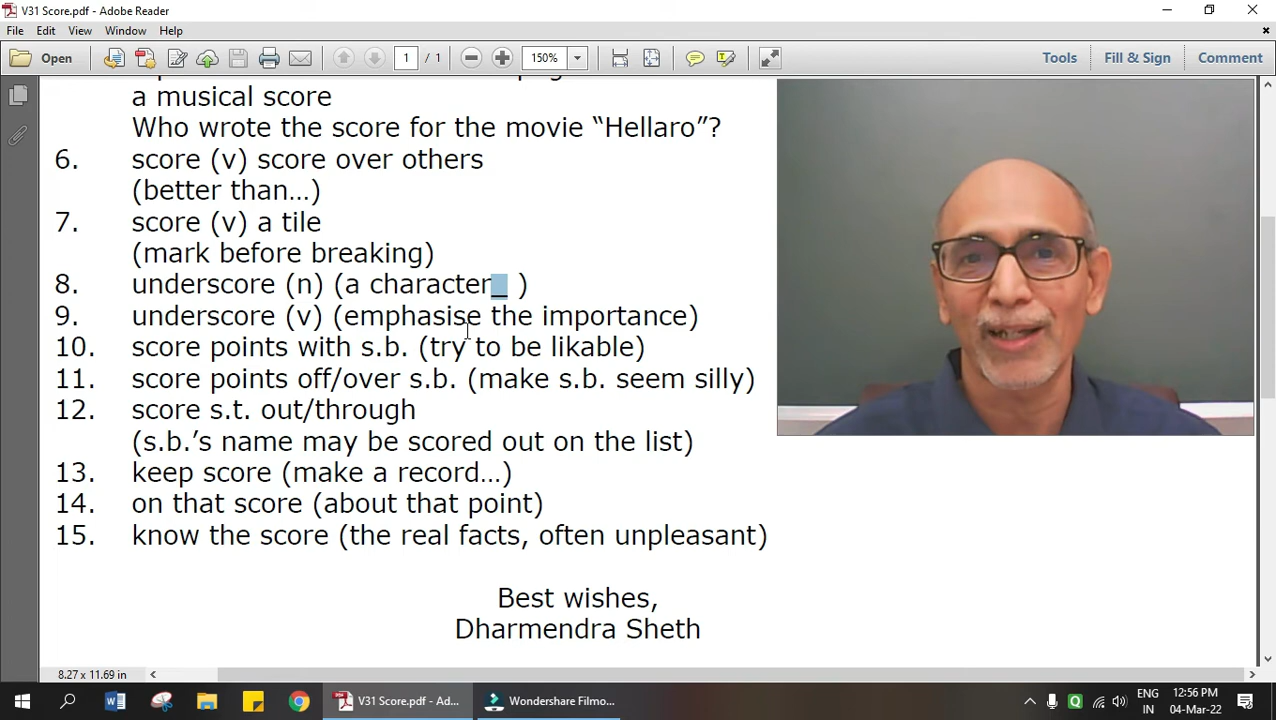 V31 Score.pdf - Adobe Reader
File Edit View Window Help
Open 1 / 1 150% Tools Fill & Sign Comment
a musical score
Who wrote the score for the movie “Hellaro”?
6. score (v) score over others
(better than…)
7. score (v) a tile
(mark before breaking)
8. underscore (n) (a character_ )
9. underscore (v) (emphasise the importance)
10. score points with s.b. (try to be likable)
11. score points off/over s.b. (make s.b. seem silly)
12. score s.t. out/through
(s.b.’s name may be scored out on the list)
13. keep score (make a record…)
14. on that score (about that point)
15. know the score (the real facts, often unpleasant)
Best wishes,
Dharmendra Sheth
8.27 x 11.69 in
V31 Score.pdf - Ad... Wondershare Filmo... ENG 12:56 PM
IN 04-Mar-22